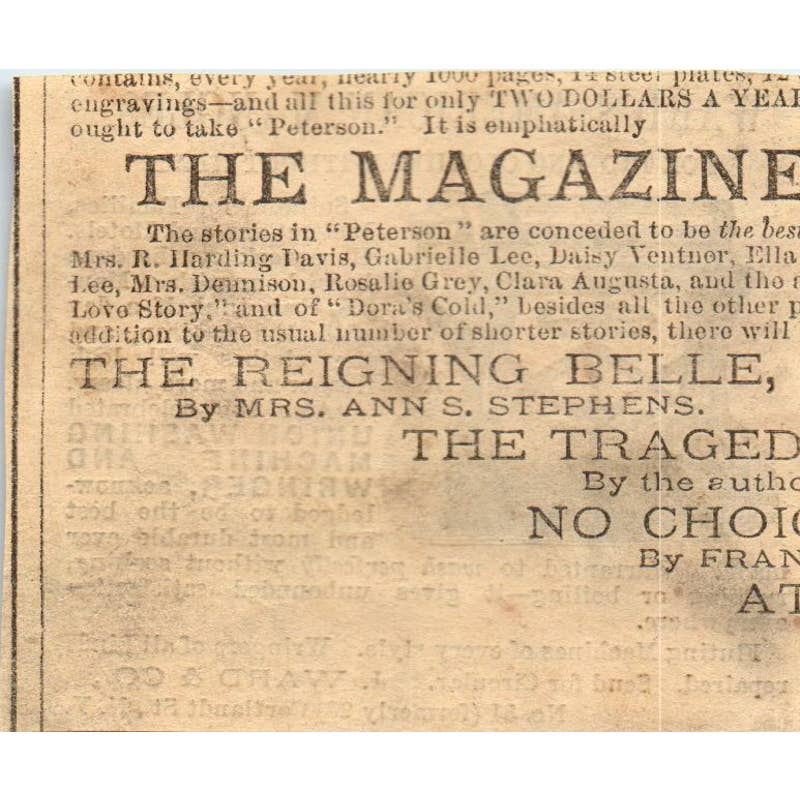 contains, every year, nearly 1000 pages, 14 steel plates, 12
engravings—and all this for only TWO DOLLARS A YEA
ought to take "Peterson." It is emphatically
THE MAGAZINE
The stories in "Peterson" are conceded to be the bes
Mrs. R. Harding Davis, Gabrielle Lee, Daisy Ventnor, Ella
Lee, Mrs. Dennison, Rosalie Grey, Clara Augusta, and the
Love Story," and of "Dora's Cold," besides all the other
addition to the usual number of shorter stories, there will
THE REIGNING BELLE,
By MRS. ANN S. STEPHENS.
THE TRAGED
By the autho
NO CHOIC
By FRAN
AT